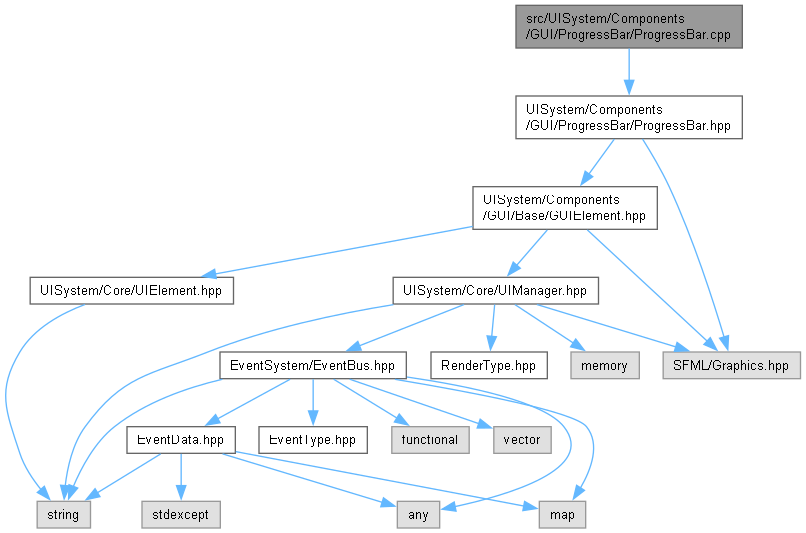 src/UISystem/Components
/GUI/ProgressBar/ProgressBar.cpp
UISystem/Components
/GUI/ProgressBar/ProgressBar.hpp
UISystem/Components
/GUI/Base/GUIElement.hpp
UISystem/Core/UIElement.hpp
UISystem/Core/UIManager.hpp
EventSystem/EventBus.hpp
RenderType.hpp
memory
SFML/Graphics.hpp
EventData.hpp
EventType.hpp
functional
vector
string
stdexcept
any
map